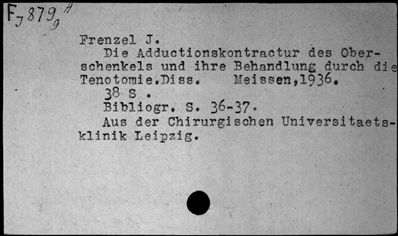 F7879 A
9
Frenzel J.
Die Adductionskontractur des Ober-
schenkels und ihre Behandlung durch die
Tenotomie.Diss. Meissen,1936.
38 S .
Bibliogr. S. 36-37.
Aus der Chirurgischen Universitaets-
klinik Leipzig.